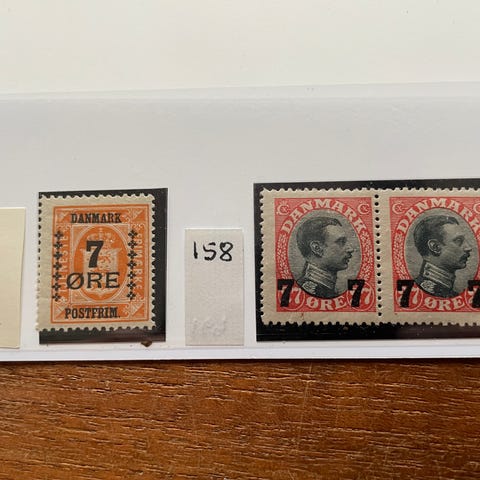 DANMARK
7
ØRE
POSTFRIM.
158
DANMARK
7 ØRE 7
DANMARK
7 ØRE 7